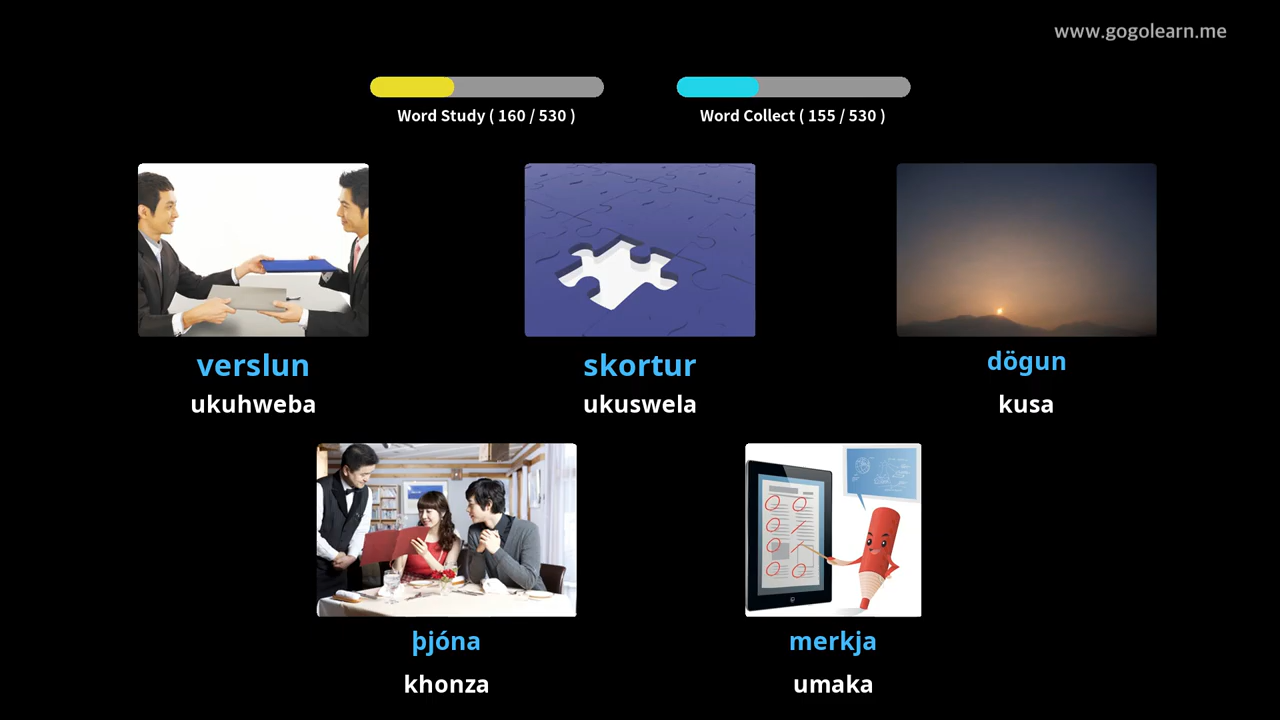 www.gogolearn.me
Word Study ( 160 / 530 )
Word Collect ( 155 / 530 )
verslun
ukuhweba
skortur
ukuswela
dögun
kusa
þjóna
khonza
merkja
umaka